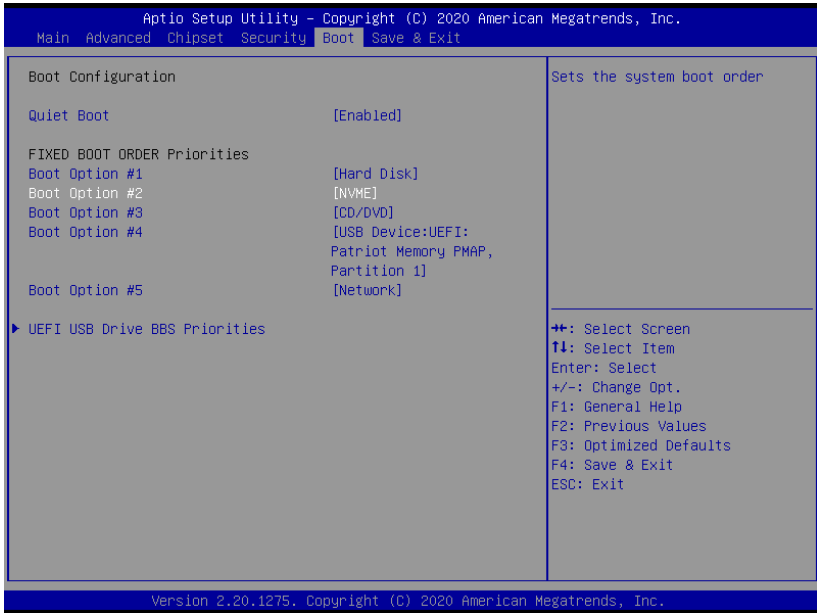 Aptio Setup Utility – Copyright (C) 2020 American Megatrends, Inc.
Main Advanced Chipset Security Boot Save & Exit
Boot Configuration
Quiet Boot [Enabled]
FIXED BOOT ORDER Priorities
Boot Option #1 [Hard Disk]
Boot Option #2 [NVME]
Boot Option #3 [CD/DVD]
Boot Option #4 [USB Device:UEFI:
Patriot Memory PMAP,
Partition 1]
Boot Option #5 [Network]
▶ UEFI USB Drive BBS Priorities
Sets the system boot order
→←: Select Screen
↑↓: Select Item
Enter: Select
+/-: Change Opt.
F1: General Help
F2: Previous Values
F3: Optimized Defaults
F4: Save & Exit
ESC: Exit
Version 2.20.1275. Copyright (C) 2020 American Megatrends, Inc.